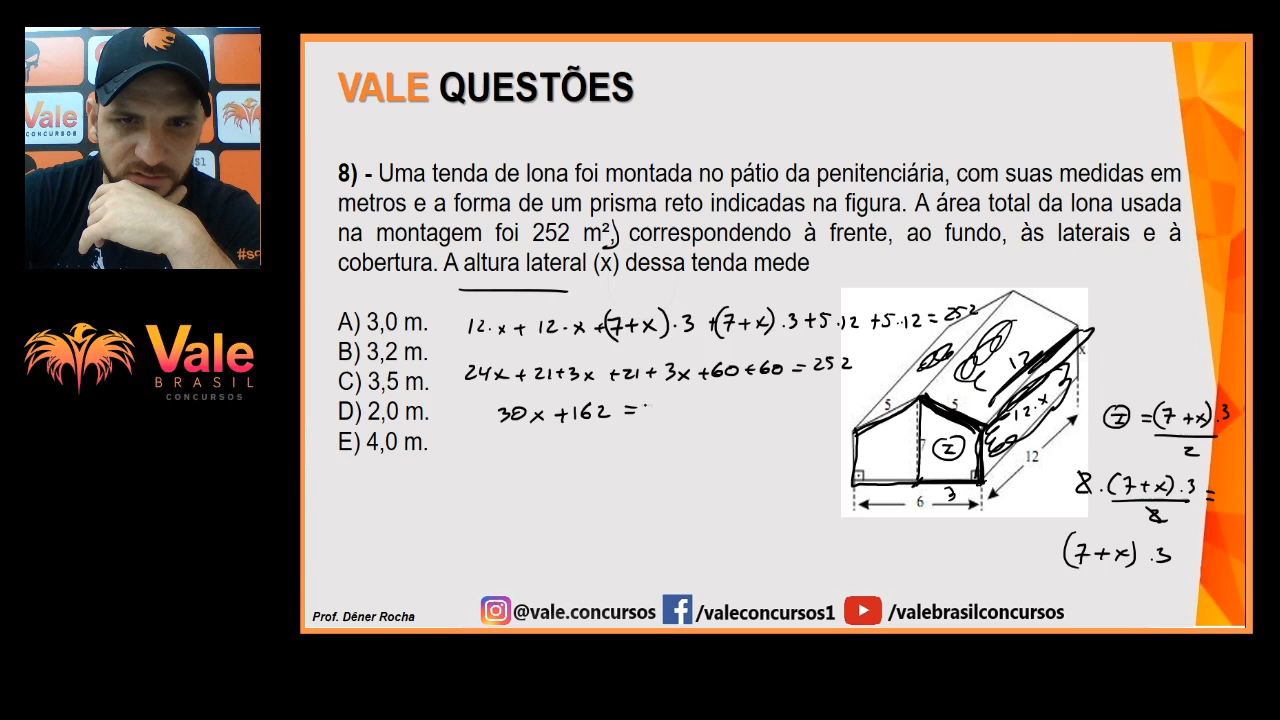 VALE QUESTÕES
8) - Uma tenda de lona foi montada no pátio da penitenciária, com suas medidas em
metros e a forma de um prisma reto indicadas na figura. A área total da lona usada
na montagem foi 252 m², correspondendo à frente, ao fundo, às laterais e à
cobertura. A altura lateral (x) dessa tenda mede
A) 3,0 m.
B) 3,2 m.
C) 3,5 m.
D) 2,0 m.
E) 4,0 m.
12·x + 12·x + (7+x)·3 + (7+x)·3 + 5·12 + 5·12 = 252
24x + 21 + 3x + 21 + 3x + 60 + 60 = 252
30x + 162 =
5
5
7
x
12
12·x
12
3
6
= (7+x)·3
2
2·(7+x)·3 =
2
(7+x)·3
Vale
BRASIL
CONCURSOS
Vale
CONCURSOS
Prof. Dêner Rocha
@vale.concursos
/valeconcursos1
/valebrasilconcursos